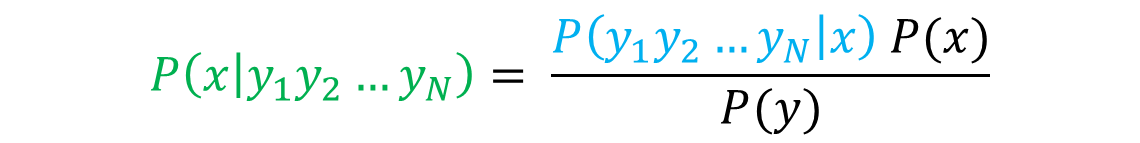 P(x|y₁y₂ … y_N) = P(y₁y₂ … y_N|x) P(x)
P(y)